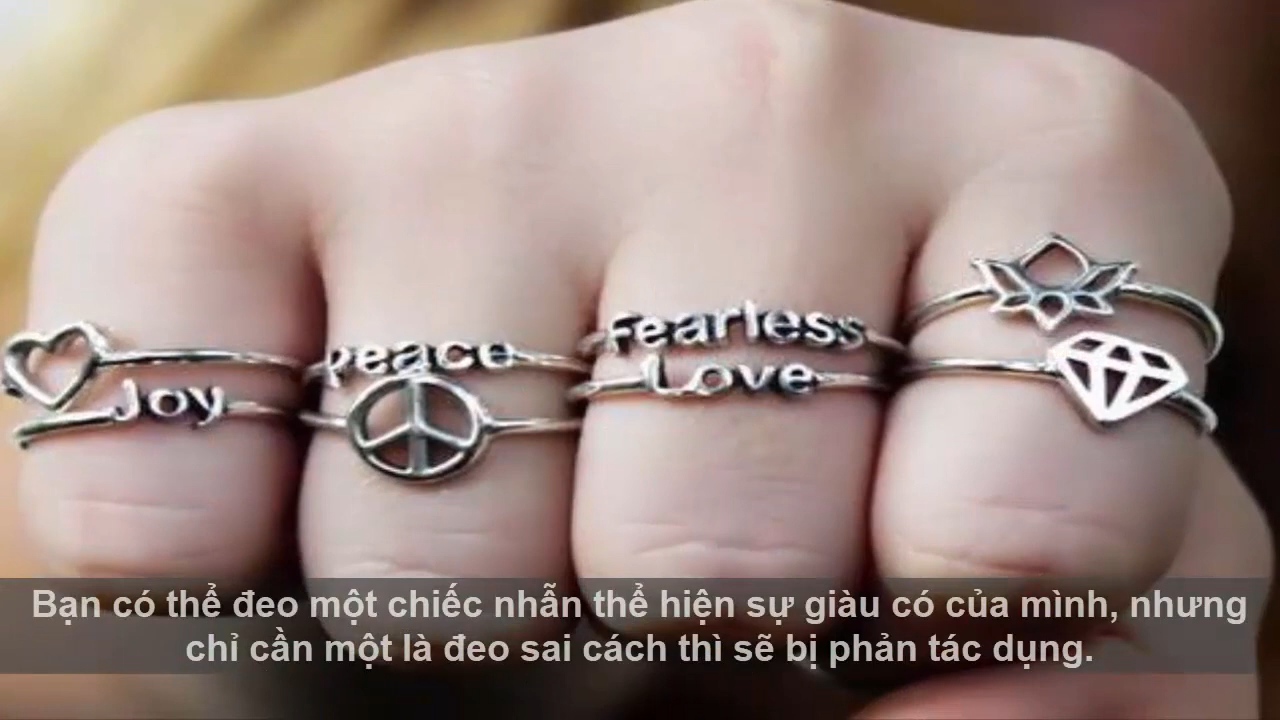 Peace
Fearless
Joy
Love
Bạn có thể đeo một chiếc nhẫn thể hiện sự giàu có của mình, nhưng
chỉ cần một là đeo sai cách thì sẽ bị phản tác dụng.